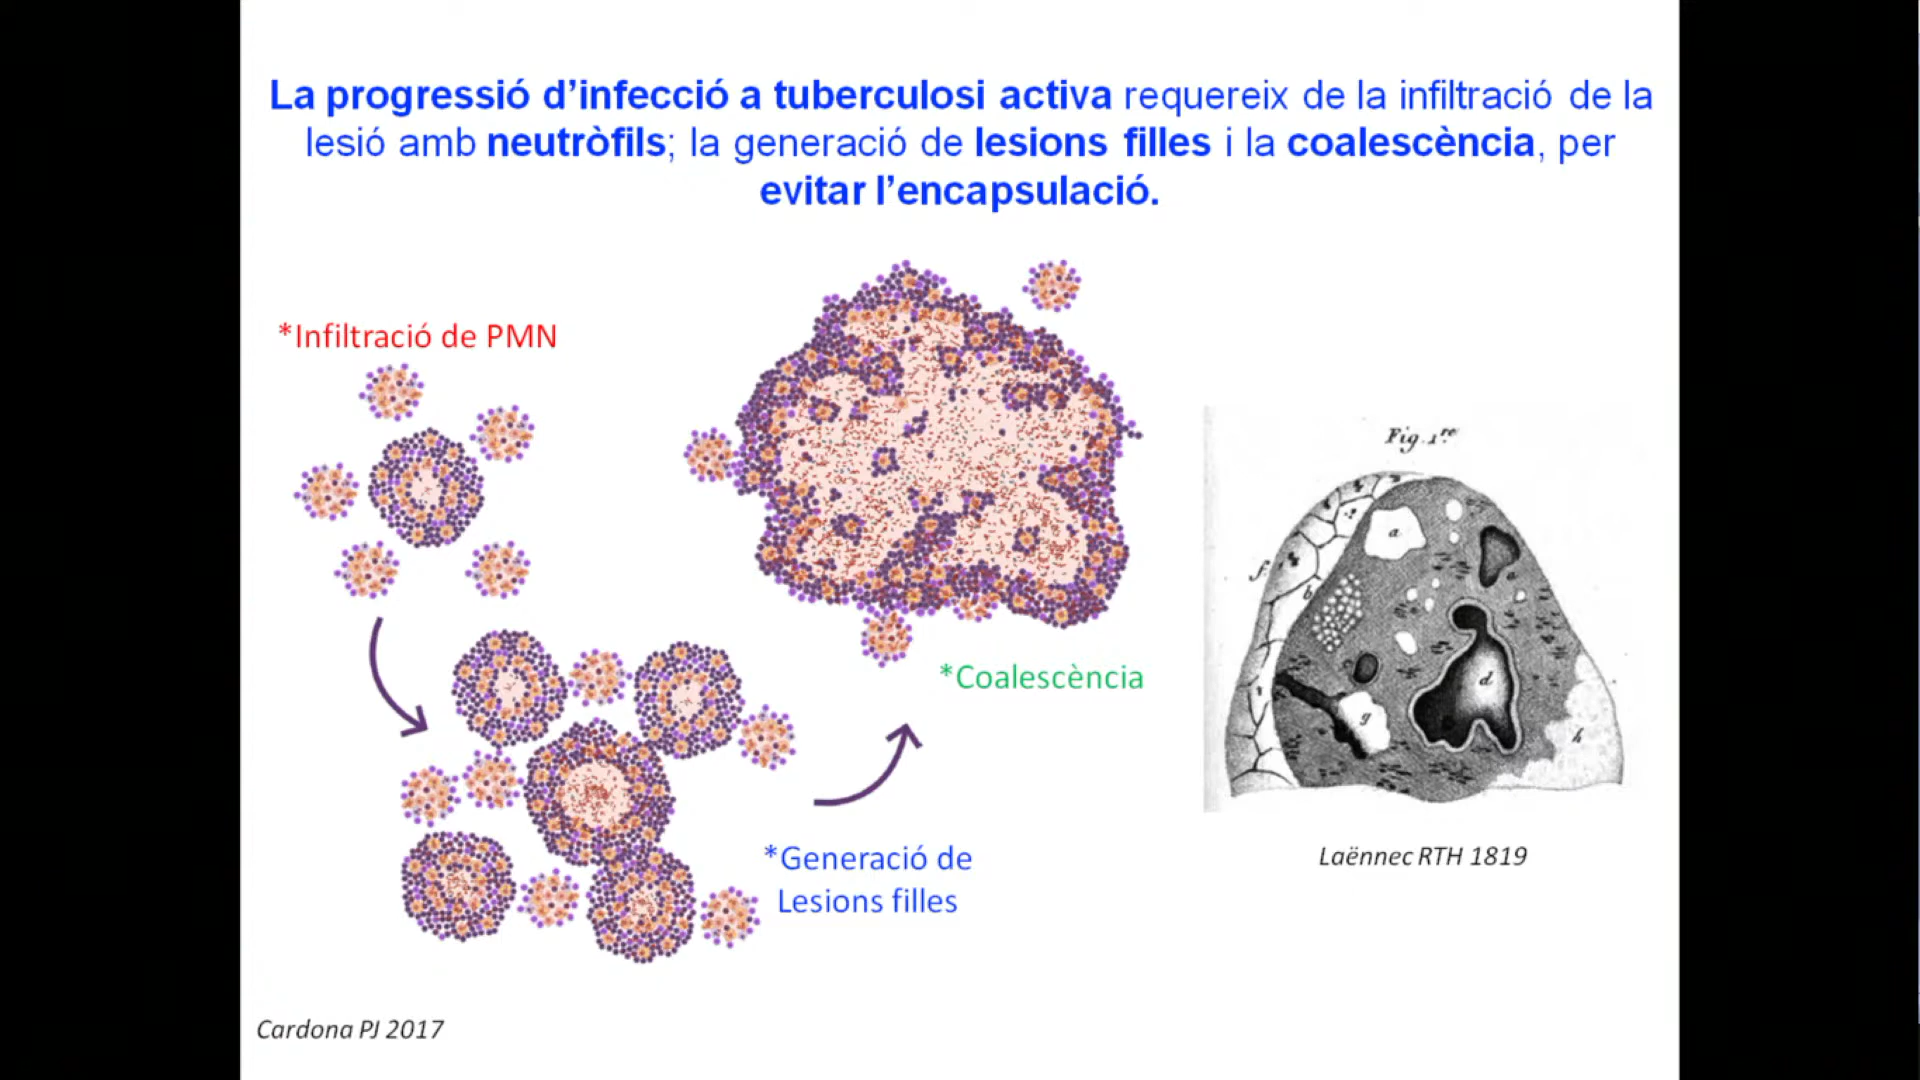 La progressió d’infecció a tuberculosi activa requereix de la infiltració de la
lesió amb neutròfils; la generació de lesions filles i la coalescència, per
evitar l’encapsulació.
*Infiltració de PMN
*Coalescència
*Generació de
Lesions filles
Fig. 1re
a
f
b
d
g
h
Laënnec RTH 1819
Cardona PJ 2017